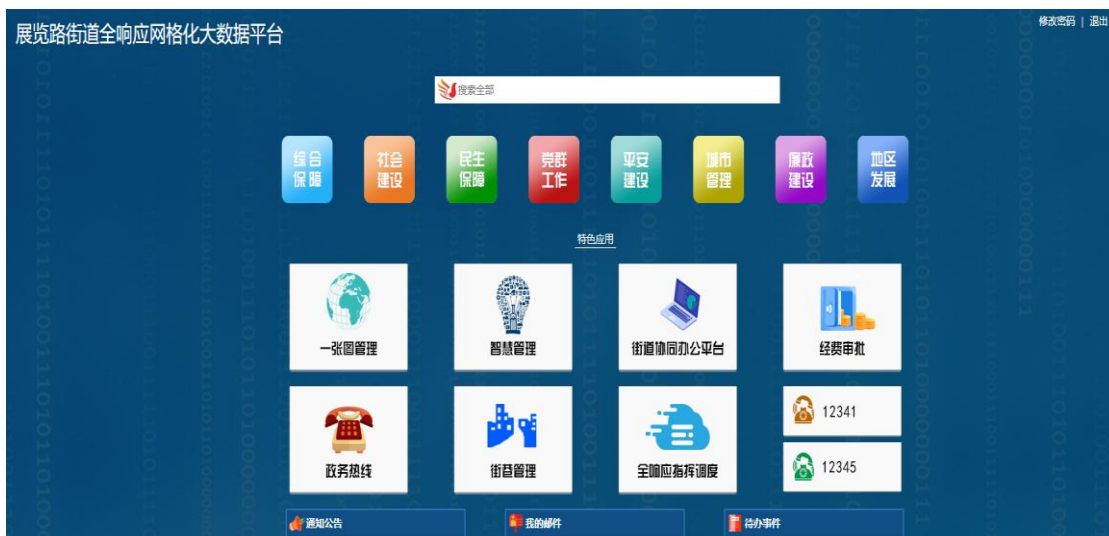 展览路街道全响应网格化大数据平台
修改密码 | 退出
搜索全部
综合
保障
社会
建设
民生
保障
党群
工作
平安
建设
城市
管理
廉政
建设
地区
发展
特色应用
一张图管理
智慧管理
街道协同办公平台
经费审批
政务热线
街巷管理
全响应指挥调度
12341
12345
通知公告
我的邮件
待办事件